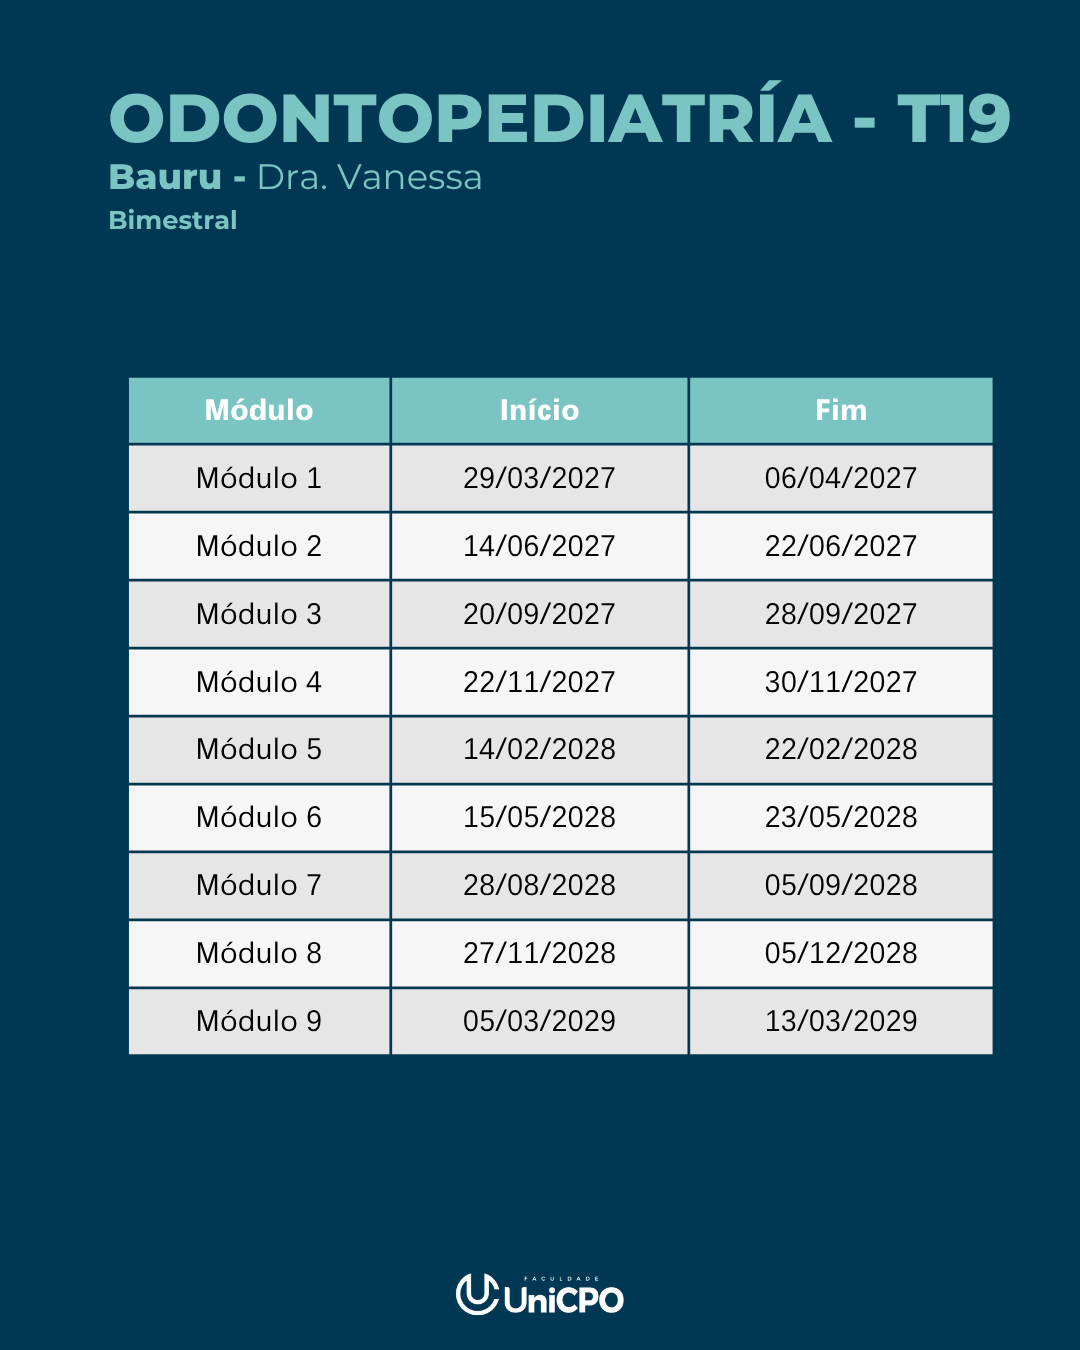 ODONTOPEDIATRÍA - T19
Bauru - Dra. Vanessa
Bimestral
Módulo Início Fim
Módulo 1 29/03/2027 06/04/2027
Módulo 2 14/06/2027 22/06/2027
Módulo 3 20/09/2027 28/09/2027
Módulo 4 22/11/2027 30/11/2027
Módulo 5 14/02/2028 22/02/2028
Módulo 6 15/05/2028 23/05/2028
Módulo 7 28/08/2028 05/09/2028
Módulo 8 27/11/2028 05/12/2028
Módulo 9 05/03/2029 13/03/2029
FACULDADE
UniCPO